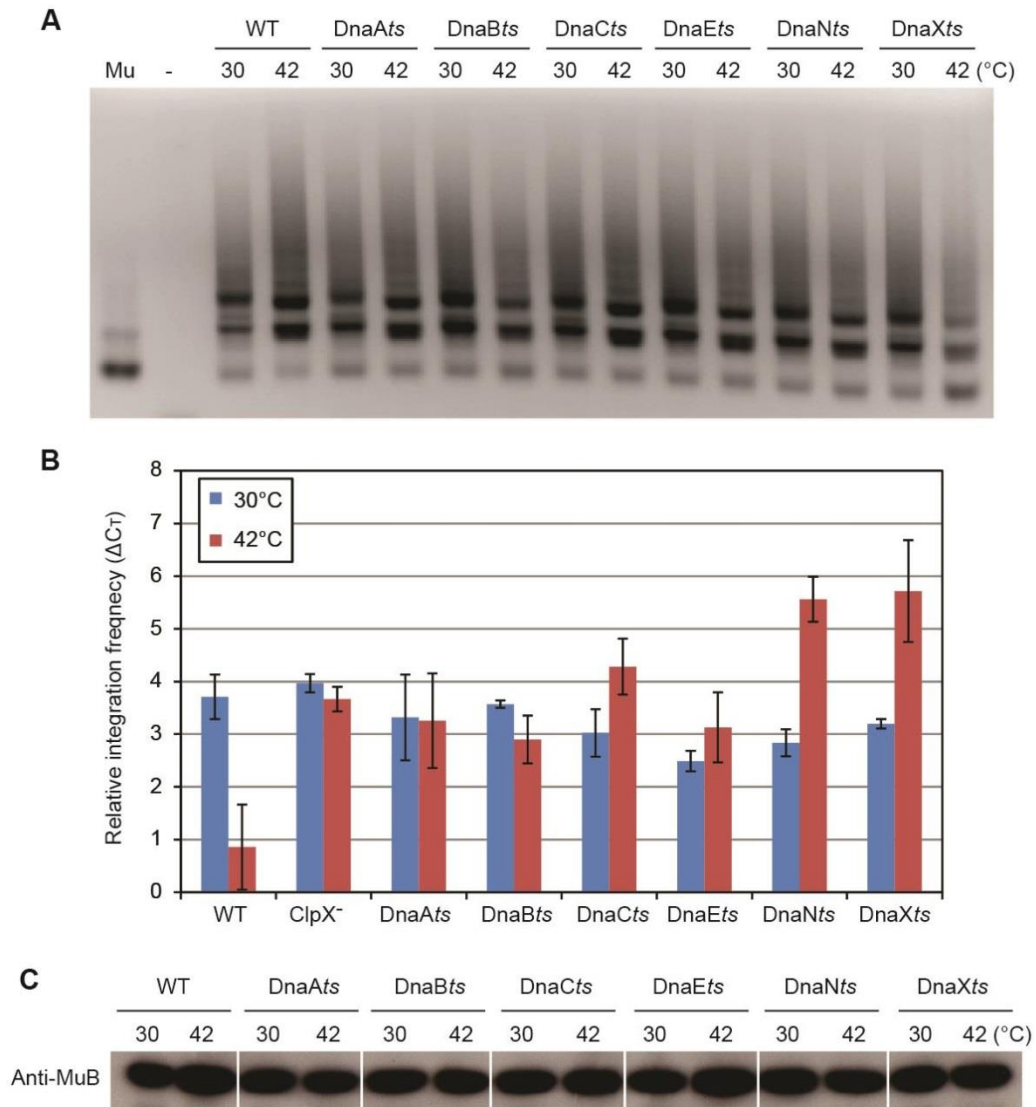 A
WT DnaAts DnaBts DnaCts DnaEts DnaNts DnaXts
Mu - 30 42 30 42 30 42 30 42 30 42 30 42 30 42 (°C)
B
8
7
6
5
4
3
2
1
0
Relative integration freqnecy (ΔCT)
30°C
42°C
WT ClpX- DnaAts DnaBts DnaCts DnaEts DnaNts DnaXts
C
WT DnaAts DnaBts DnaCts DnaEts DnaNts DnaXts
30 42 30 42 30 42 30 42 30 42 30 42 30 42 (°C)
Anti-MuB